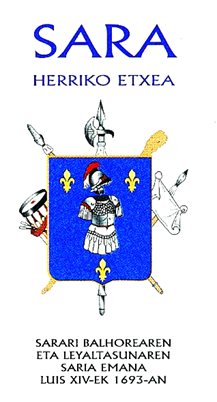 SARA
HERRIKO ETXEA
SARARI BALHOREAREN
ETA LEYALTASUNAREN
SARIA EMANA
LUIS XIV-EK 1693-AN